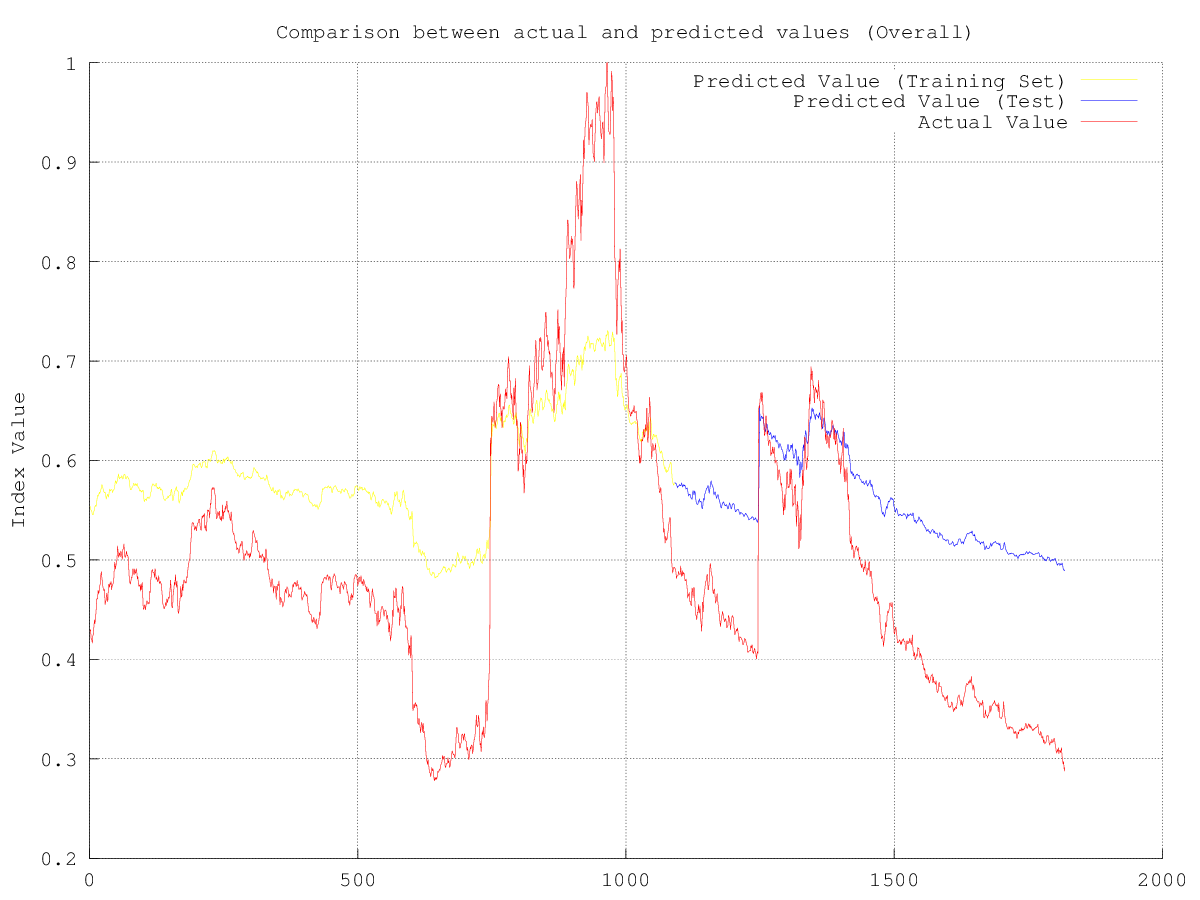 Comparison between actual and predicted values (Overall)
1
Predicted Value (Training Set)
Predicted Value (Test)
Actual Value
0.9
0.8
0.7
0.6
Index Value
0.5
0.4
0.3
0.2
0 500 1000 1500 2000